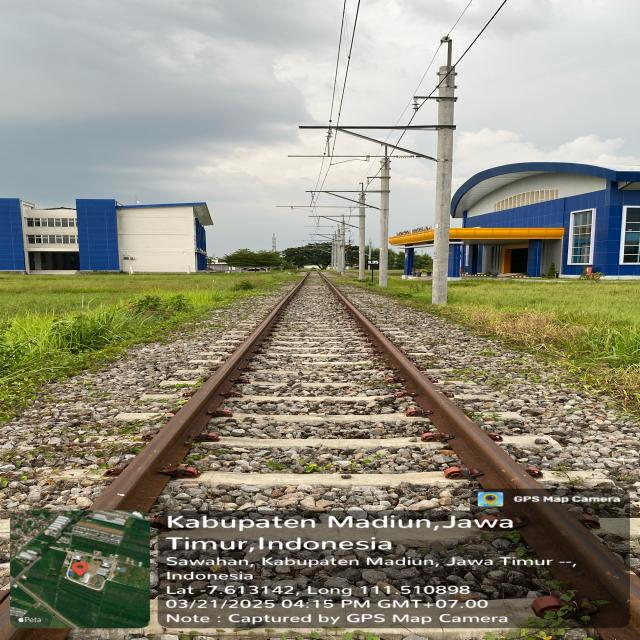 GPS Map Camera
Kabupaten Madiun,Jawa
Timur,Indonesia
Sawahan, Kabupaten Madiun, Jawa Timur --,
Indonesia
Lat -7.613142, Long 111.510898
03/21/2025 04:15 PM GMT+07.00
Note : Captured by GPS Map Camera
Peta